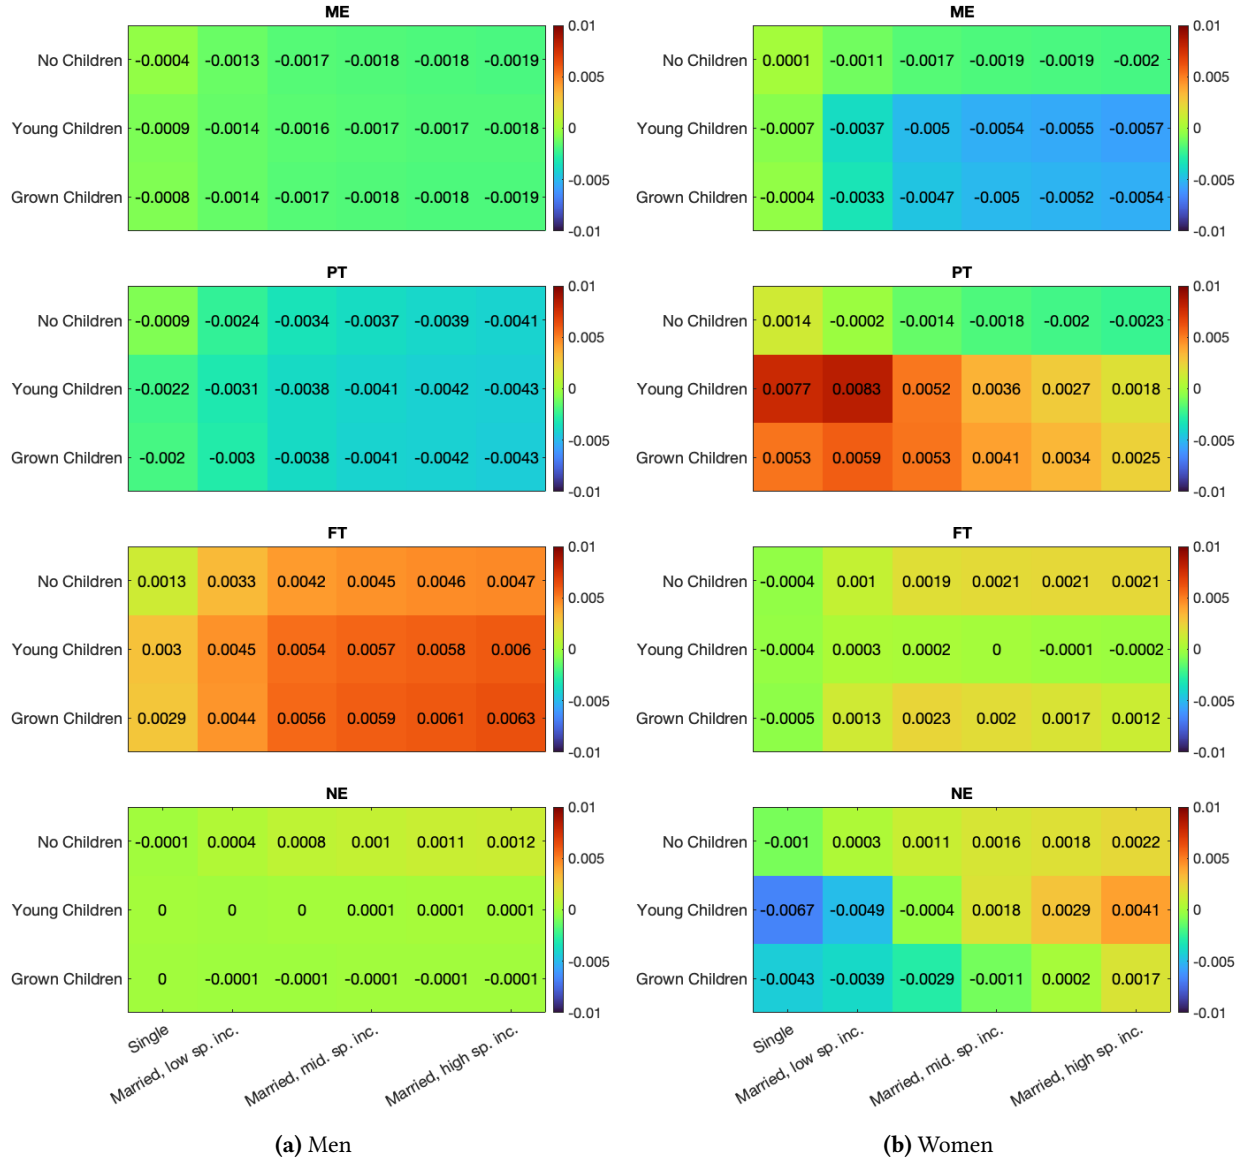 ME
No Children -0.0004 -0.0013 -0.0017 -0.0018 -0.0018 -0.0019
Young Children -0.0009 -0.0014 -0.0016 -0.0017 -0.0017 -0.0018
Grown Children -0.0008 -0.0014 -0.0017 -0.0018 -0.0018 -0.0019
0.01
0.005
0
-0.005
-0.01
PT
No Children -0.0009 -0.0024 -0.0034 -0.0037 -0.0039 -0.0041
Young Children -0.0022 -0.0031 -0.0038 -0.0041 -0.0042 -0.0043
Grown Children -0.002 -0.003 -0.0038 -0.0041 -0.0042 -0.0043
0.01
0.005
0
-0.005
-0.01
FT
No Children 0.0013 0.0033 0.0042 0.0045 0.0046 0.0047
Young Children 0.003 0.0045 0.0054 0.0057 0.0058 0.006
Grown Children 0.0029 0.0044 0.0056 0.0059 0.0061 0.0063
0.01
0.005
0
-0.005
-0.01
NE
No Children -0.0001 0.0004 0.0008 0.001 0.0011 0.0012
Young Children 0 0 0 0.0001 0.0001 0.0001
Grown Children 0 -0.0001 -0.0001 -0.0001 -0.0001 -0.0001
0.01
0.005
0
-0.005
-0.01
Single
Married, low sp. inc.
Married, mid. sp. inc.
Married, high sp. inc.
(a) Men
ME
No Children 0.0001 -0.0011 -0.0017 -0.0019 -0.0019 -0.002
Young Children -0.0007 -0.0037 -0.005 -0.0054 -0.0055 -0.0057
Grown Children -0.0004 -0.0033 -0.0047 -0.005 -0.0052 -0.0054
0.01
0.005
0
-0.005
-0.01
PT
No Children 0.0014 -0.0002 -0.0014 -0.0018 -0.002 -0.0023
Young Children 0.0077 0.0083 0.0052 0.0036 0.0027 0.0018
Grown Children 0.0053 0.0059 0.0053 0.0041 0.0034 0.0025
0.01
0.005
0
-0.005
-0.01
FT
No Children -0.0004 0.001 0.0019 0.0021 0.0021 0.0021
Young Children -0.0004 0.0003 0.0002 0 -0.0001 -0.0002
Grown Children -0.0005 0.0013 0.0023 0.002 0.0017 0.0012
0.01
0.005
0
-0.005
-0.01
NE
No Children -0.001 0.0003 0.0011 0.0016 0.0018 0.0022
Young Children -0.0067 -0.0049 -0.0004 0.0018 0.0029 0.0041
Grown Children -0.0043 -0.0039 -0.0029 -0.0011 0.0002 0.0017
0.01
0.005
0
-0.005
-0.01
Single
Married, low sp. inc.
Married, mid. sp. inc.
Married, high sp. inc.
(b) Women